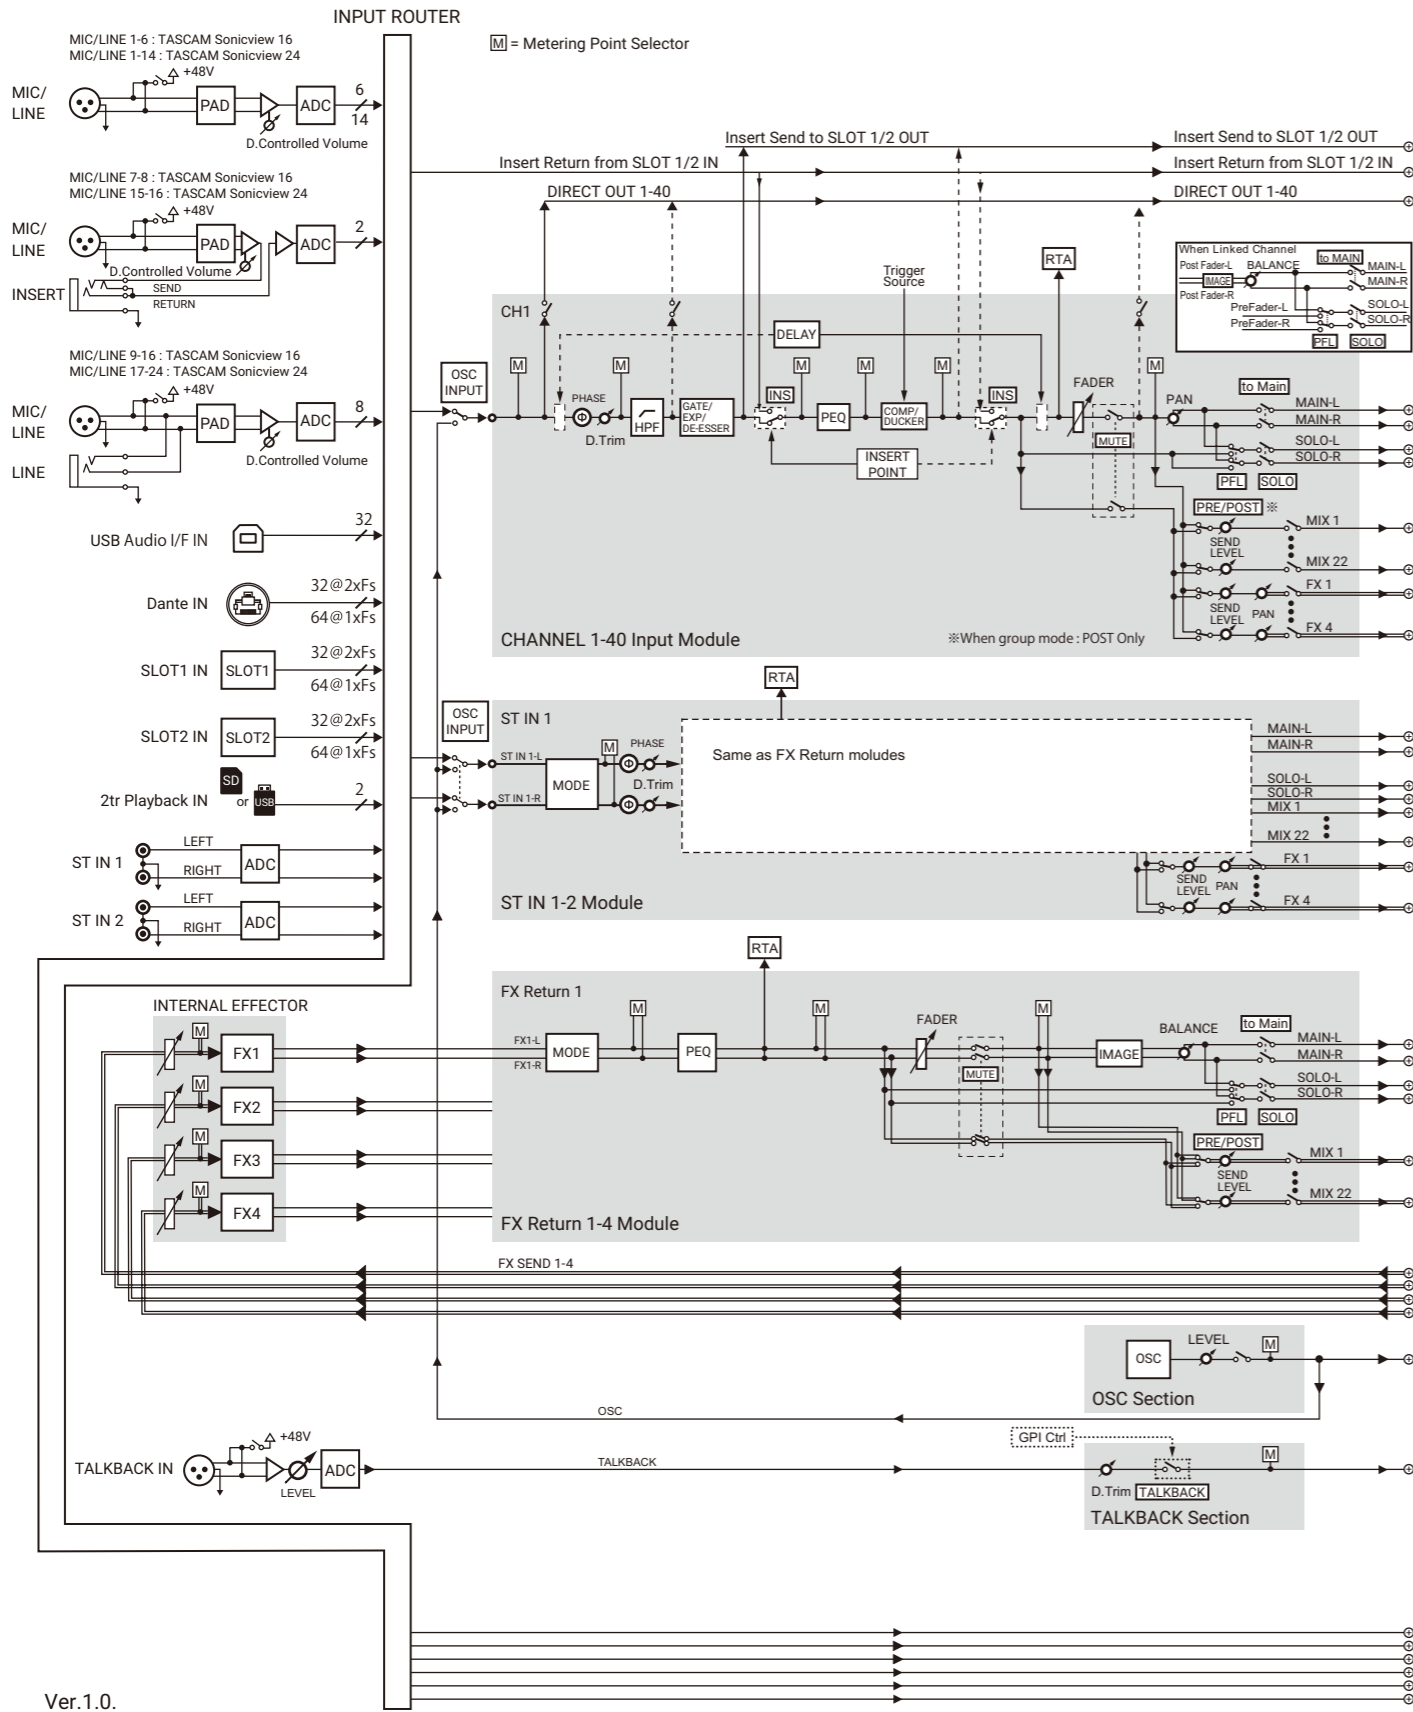 INPUT ROUTER
MIC/LINE 1-6 : TASCAM Sonicview 16
MIC/LINE 1-14 : TASCAM Sonicview 24
M = Metering Point Selector
+48V
MIC/
LINE
PAD
ADC
6
14
D.Controlled Volume
Insert Send to SLOT 1/2 OUT
Insert Send to SLOT 1/2 OUT
Insert Return from SLOT 1/2 IN
Insert Return from SLOT 1/2 IN
DIRECT OUT 1-40
DIRECT OUT 1-40
MIC/LINE 7-8 : TASCAM Sonicview 16
MIC/LINE 15-16 : TASCAM Sonicview 24
+48V
MIC/
LINE
PAD
ADC
2
D.Controlled Volume
INSERT
SEND
RETURN
When Linked Channel
Post Fader-L
IMAGE
BALANCE
to MAIN
MAIN-L
MAIN-R
Post Fader-R
PreFader-L
PreFader-R
SOLO-L
SOLO-R
PFL
SOLO
MIC/LINE 9-16 : TASCAM Sonicview 16
MIC/LINE 17-24 : TASCAM Sonicview 24
+48V
MIC/
LINE
PAD
ADC
8
D.Controlled Volume
LINE
CH1
RTA
Trigger
Source
DELAY
OSC
INPUT
M
M
M
M
M
M
PHASE
D.Trim
HPF
GATE/
EXP/
DE-ESSER
INS
PEQ
COMP/
DUCKER
INS
INSERT
POINT
FADER
MUTE
PAN
to Main
MAIN-L
MAIN-R
SOLO-L
SOLO-R
PFL
SOLO
PRE/POST ※
MIX 1
SEND
LEVEL
MIX 22
FX 1
SEND
LEVEL
PAN
FX 4
CHANNEL 1-40 Input Module
※When group mode : POST Only
USB Audio I/F IN
32
Dante IN
32@2xFs
64@1xFs
SLOT1 IN
SLOT1
32@2xFs
64@1xFs
SLOT2 IN
SLOT2
32@2xFs
64@1xFs
2tr Playback IN
SD
or
USB
2
ST IN 1
LEFT
RIGHT
ADC
ST IN 2
LEFT
RIGHT
ADC
RTA
OSC
INPUT
ST IN 1
ST IN 1-L
ST IN 1-R
MODE
M
PHASE
D.Trim
Same as FX Return moludes
MAIN-L
MAIN-R
SOLO-L
SOLO-R
MIX 1
MIX 22
FX 1
SEND
LEVEL
PAN
FX 4
ST IN 1-2 Module
INTERNAL EFFECTOR
M
FX1
M
FX2
M
FX3
M
FX4
RTA
FX Return 1
FX1-L
FX1-R
MODE
M
PEQ
M
FADER
MUTE
M
IMAGE
BALANCE
to Main
MAIN-L
MAIN-R
SOLO-L
SOLO-R
PFL
SOLO
PRE/POST
MIX 1
SEND
LEVEL
MIX 22
FX Return 1-4 Module
FX SEND 1-4
OSC
LEVEL
M
OSC Section
OSC
TALKBACK IN
+48V
LEVEL
ADC
TALKBACK
GPI Ctrl
M
D.Trim
TALKBACK
TALKBACK Section
Ver.1.0.